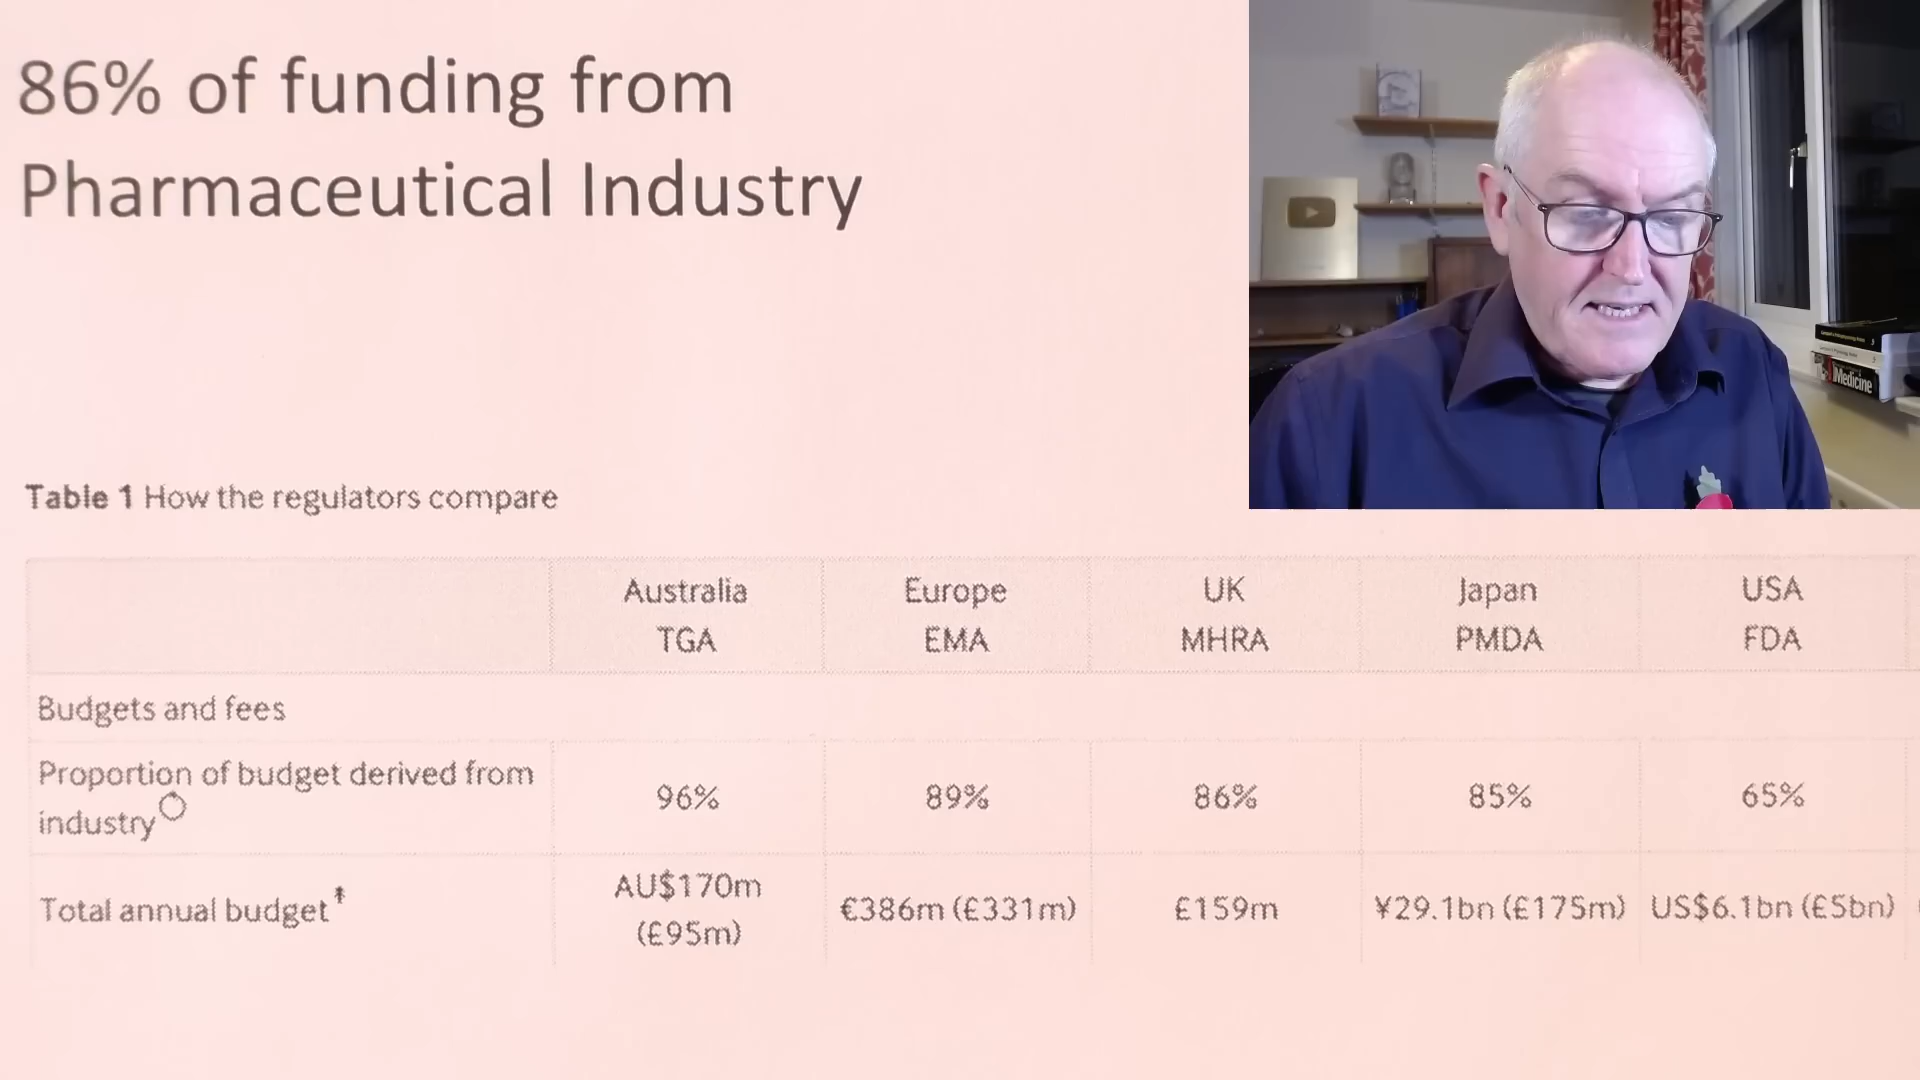 86% of funding from
Pharmaceutical Industry
Table 1 How the regulators compare
Australia
TGA
Europe
EMA
UK
MHRA
Japan
PMDA
USA
FDA
Budgets and fees
Proportion of budget derived from
industry
96%
89%
86%
85%
65%
Total annual budget‡
AU$170m
(£95m)
€386m (£331m)
£159m
¥29.1bn (£175m)
US$6.1bn (£5bn)
Medicine